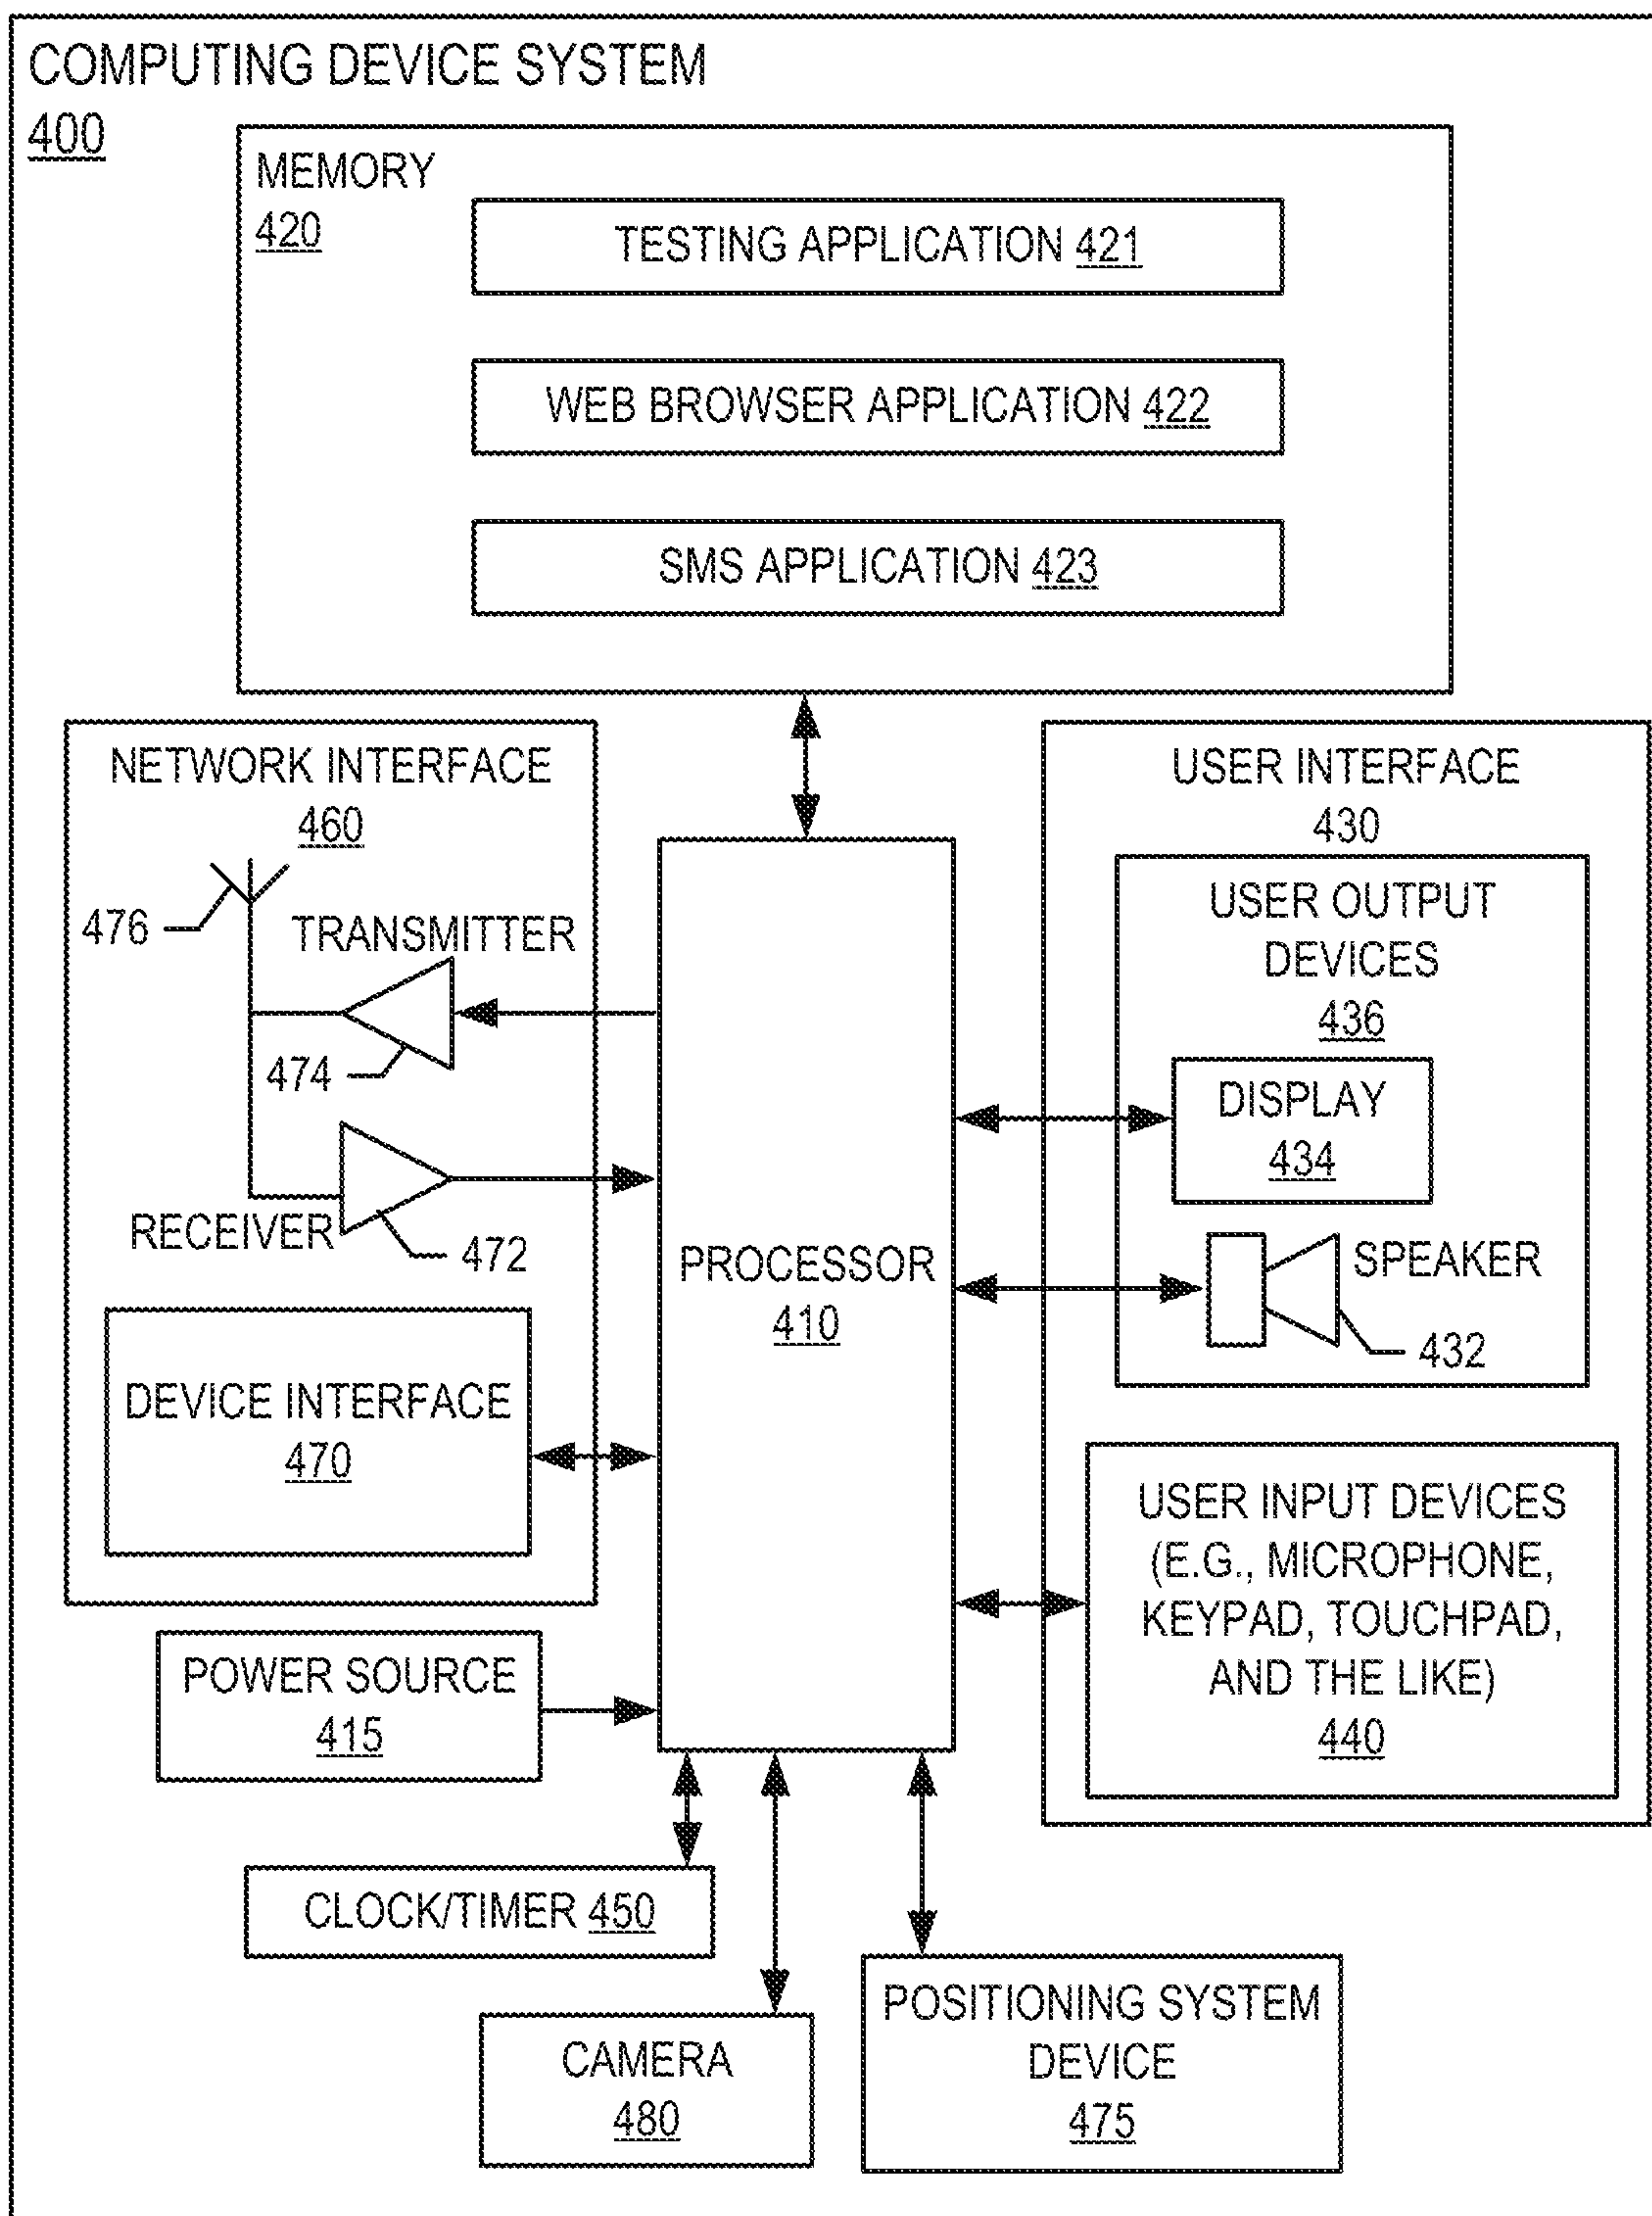 COMPUTING DEVICE SYSTEM
400
MEMORY
420
TESTING APPLICATION 421
WEB BROWSER APPLICATION 422
SMS APPLICATION 423
NETWORK INTERFACE
460
476
TRANSMITTER
474
RECEIVER
472
DEVICE INTERFACE
470
PROCESSOR
410
USER INTERFACE
430
USER OUTPUT
DEVICES
436
DISPLAY
434
SPEAKER
432
USER INPUT DEVICES
(E.G., MICROPHONE,
KEYPAD, TOUCHPAD,
AND THE LIKE)
440
POWER SOURCE
415
CLOCK/TIMER 450
CAMERA
480
POSITIONING SYSTEM
DEVICE
475